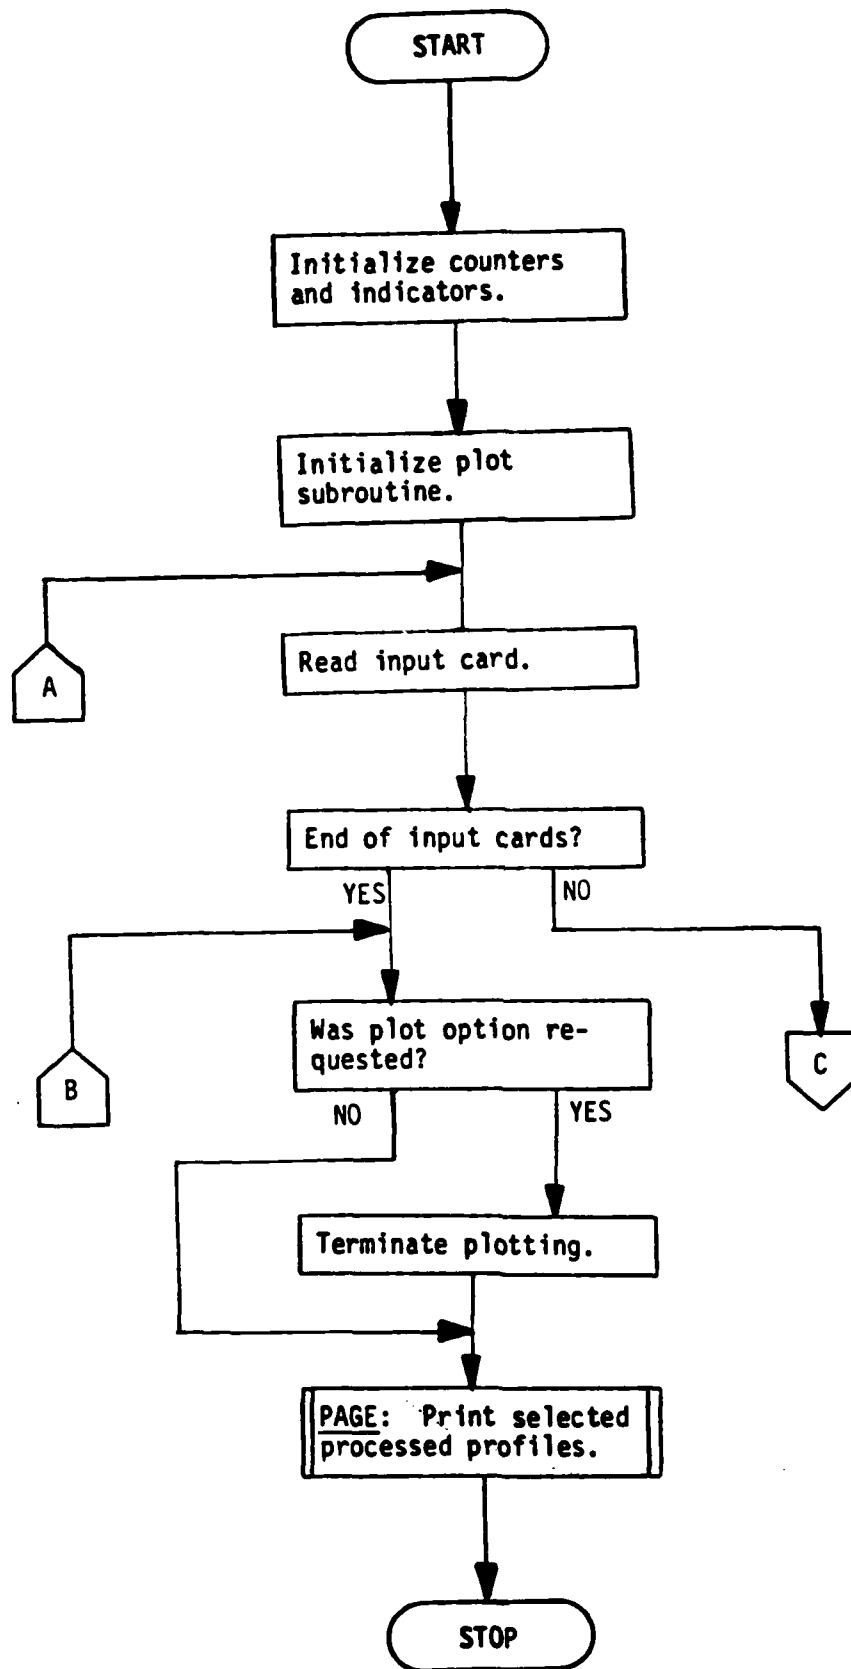 START
Initialize counters
and indicators.
Initialize plot
subroutine.
A
Read input card.
End of input cards?
YES
NO
B
Was plot option re-
quested?
C
NO
YES
Terminate plotting.
PAGE: Print selected
processed profiles.
STOP